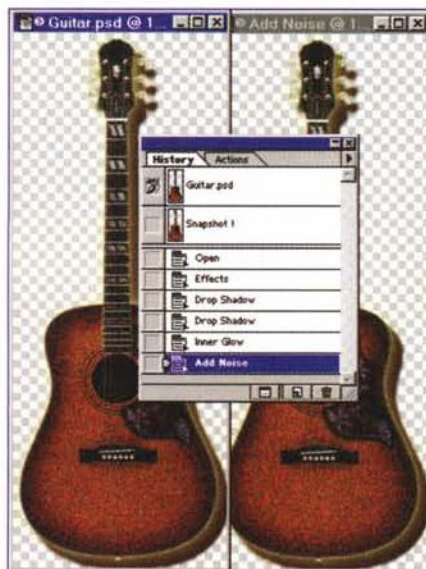 Guitar.psd @ 1...
Add Noise @ 1...
History
Actions
Guitar.psd
Snapshot 1
Open
Effects
Drop Shadow
Drop Shadow
Inner Glow
Add Noise